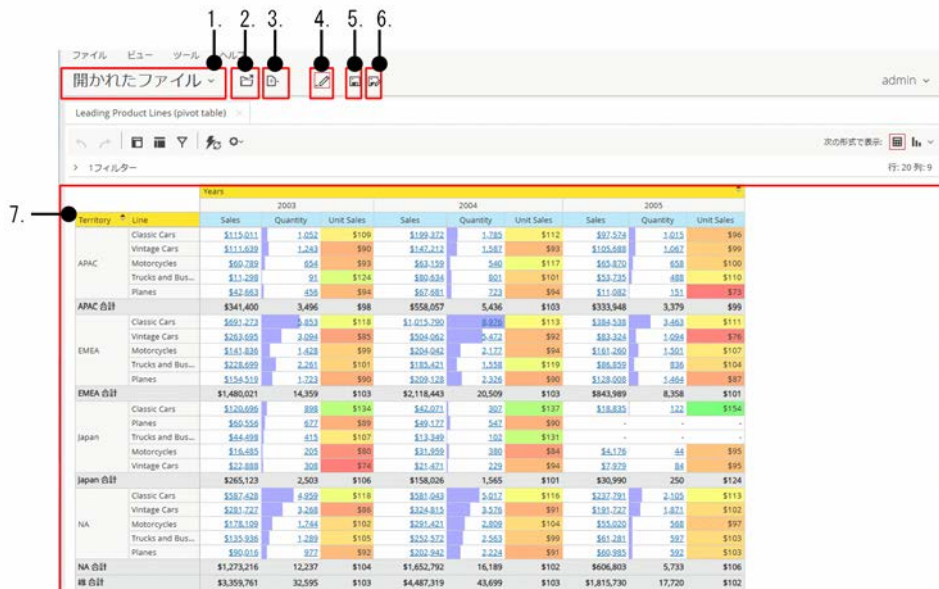 1. 2. 3. 4. 5. 6.
ファイル ビュー ツール ヘルプ
開かれたファイル admin
Leading Product Lines (pivot table) ×
次の形式で表示:
> 1フィルター 行: 20 列: 9
7.
Years
2003 2004 2005
Territory Line Sales Quantity Unit Sales Sales Quantity Unit Sales Sales Quantity Unit Sales
Classic Cars $115,011 1,052 $109 $199,372 1,785 $112 $97,574 1,015 $96
Vintage Cars $111,639 1,243 $90 $147,212 1,587 $93 $105,688 1,067 $99
APAC Motorcycles $60,789 654 $93 $63,159 540 $117 $65,870 658 $100
Trucks and Bus... $11,298 91 $124 $80,634 801 $101 $53,735 488 $110
Planes $42,663 456 $94 $67,681 723 $94 $11,082 151 $73
APAC 合計 $341,400 3,496 $98 $558,057 5,436 $103 $333,948 3,379 $99
Classic Cars $691,273 5,853 $118 $1,015,790 8,976 $113 $384,538 3,463 $111
Vintage Cars $263,695 3,094 $85 $504,062 5,472 $92 $83,324 1,094 $76
EMEA Motorcycles $141,836 1,428 $99 $204,042 2,177 $94 $161,260 1,501 $107
Trucks and Bus... $228,699 2,261 $101 $185,421 1,558 $119 $86,859 836 $104
Planes $154,519 1,723 $90 $209,128 2,326 $90 $128,008 1,464 $87
EMEA 合計 $1,480,021 14,359 $103 $2,118,443 20,509 $103 $843,989 8,358 $101
Classic Cars $120,696 898 $134 $42,071 307 $137 $18,835 122 $154
Planes $60,556 677 $89 $49,177 547 $90 - - -
Japan Trucks and Bus... $44,498 415 $107 $13,349 102 $131 - - -
Motorcycles $16,485 205 $80 $31,959 380 $84 $4,176 44 $95
Vintage Cars $22,888 308 $74 $21,471 229 $94 $7,979 84 $95
Japan 合計 $265,123 2,503 $106 $158,026 1,565 $101 $30,990 250 $124
Classic Cars $587,428 4,959 $118 $581,043 5,017 $116 $237,791 2,105 $113
Vintage Cars $281,727 3,268 $86 $324,815 3,576 $91 $191,727 1,871 $102
NA Motorcycles $178,109 1,744 $102 $291,421 2,809 $104 $55,020 568 $97
Trucks and Bus... $135,936 1,289 $105 $252,572 2,563 $99 $61,281 597 $103
Planes $90,016 977 $92 $202,942 2,224 $91 $60,985 592 $103
NA 合計 $1,273,216 12,237 $104 $1,652,792 16,189 $102 $606,803 5,733 $106
総 合計 $3,359,761 32,595 $103 $4,487,319 43,699 $103 $1,815,730 17,720 $102